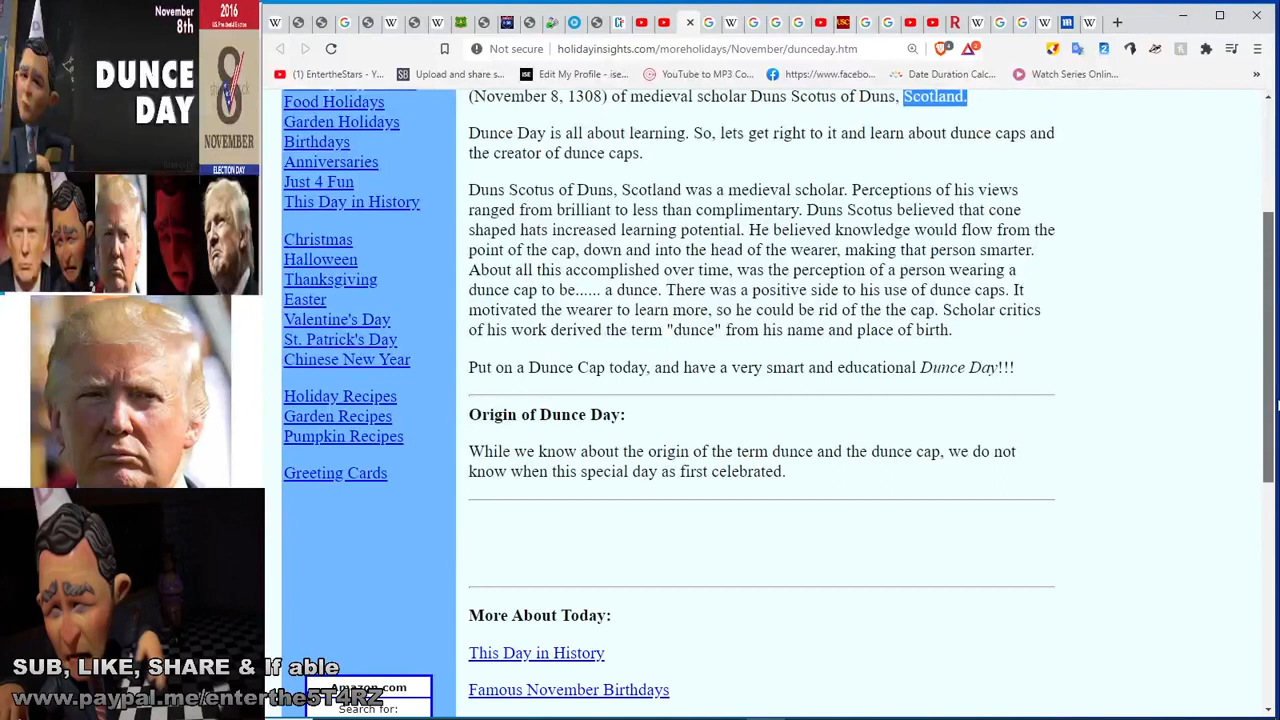 November
8th
DUNCE
DAY
2016
8
NOVEMBER
ELECTION DAY
SUB, LIKE, SHARE & If able
www.paypal.me/entertheST4RZ
Not secure
holidayinsights.com/moreholidays/November/dunceday.htm
(1) EntertheStars - Y...
Upload and share s...
Edit My Profile - ise...
YouTube to MP3 Co...
https://www.facebo...
Date Duration Calc...
Watch Series Onlin...
Food Holidays
Garden Holidays
Birthdays
Anniversaries
Just 4 Fun
This Day in History
Christmas
Halloween
Thanksgiving
Easter
Valentine's Day
St. Patrick's Day
Chinese New Year
Holiday Recipes
Garden Recipes
Pumpkin Recipes
Greeting Cards
Amazon.com
Search for:
(November 8, 1308) of medieval scholar Duns Scotus of Duns, Scotland.
Dunce Day is all about learning. So, lets get right to it and learn about dunce caps and
the creator of dunce caps.
Duns Scotus of Duns, Scotland was a medieval scholar. Perceptions of his views
ranged from brilliant to less than complimentary. Duns Scotus believed that cone
shaped hats increased learning potential. He believed knowledge would flow from the
point of the cap, down and into the head of the wearer, making that person smarter.
About all this accomplished over time, was the perception of a person wearing a
dunce cap to be...... a dunce. There was a positive side to his use of dunce caps. It
motivated the wearer to learn more, so he could be rid of the the cap. Scholar critics
of his work derived the term "dunce" from his name and place of birth.
Put on a Dunce Cap today, and have a very smart and educational Dunce Day!!!
Origin of Dunce Day:
While we know about the origin of the term dunce and the dunce cap, we do not
know when this special day as first celebrated.
More About Today:
This Day in History
Famous November Birthdays